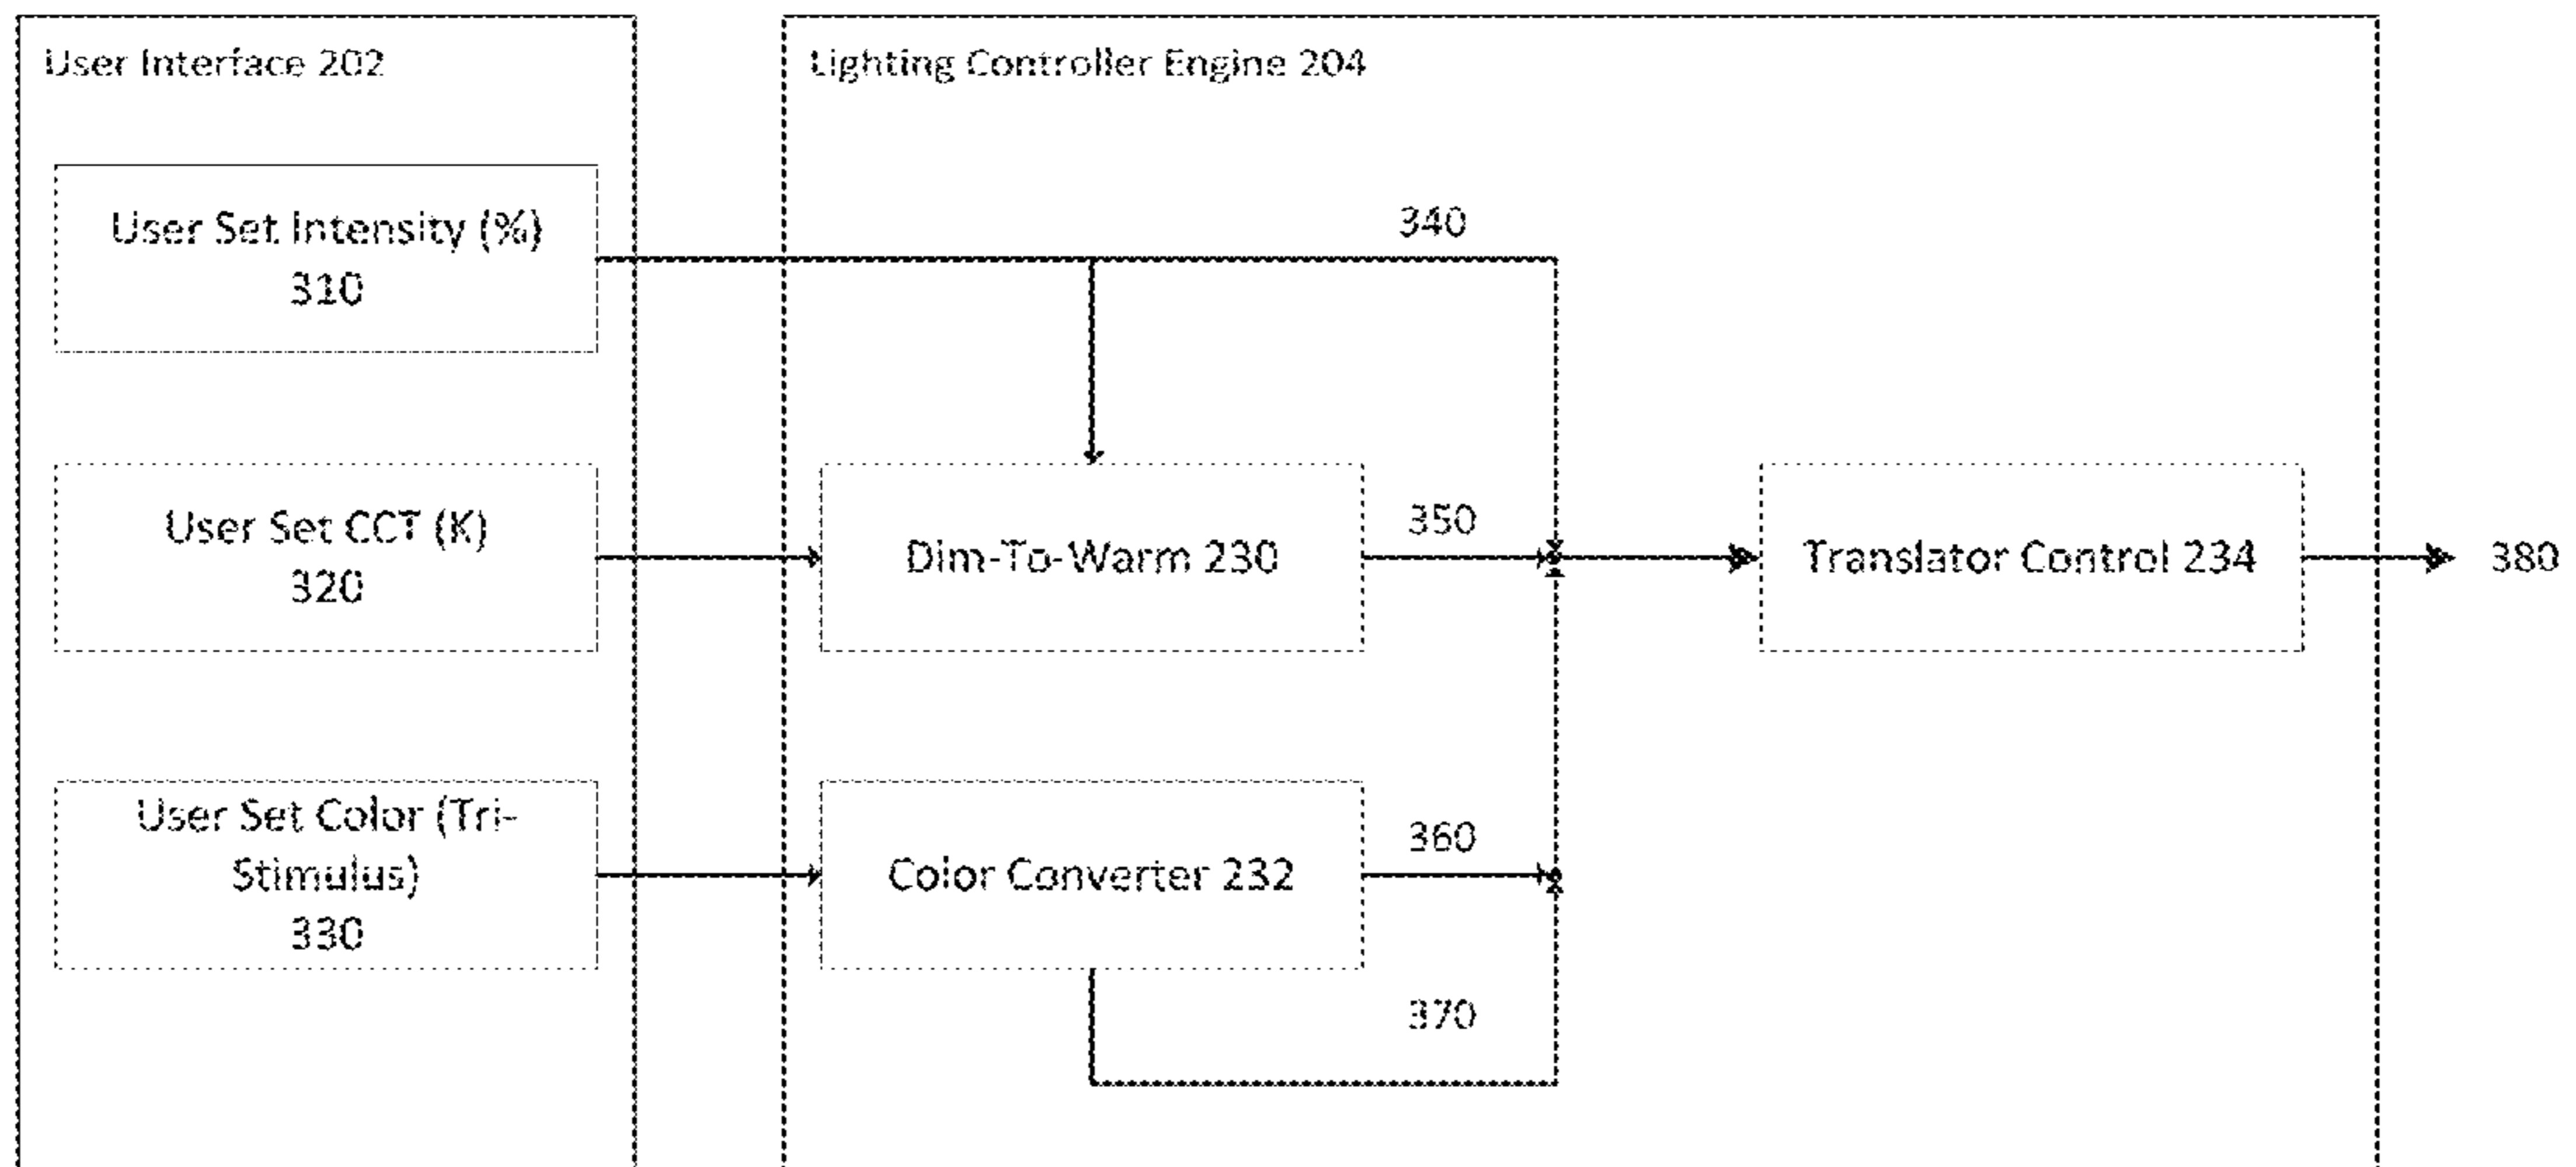 User Interface 202
Lighting Controller Engine 204
User Set Intensity (%)
310
340
User Set CCT (K)
320
Dim-To-Warm 230
350
Translator Control 234
380
User Set Color (Tri-
Stimulus)
330
Color Converter 232
360
370